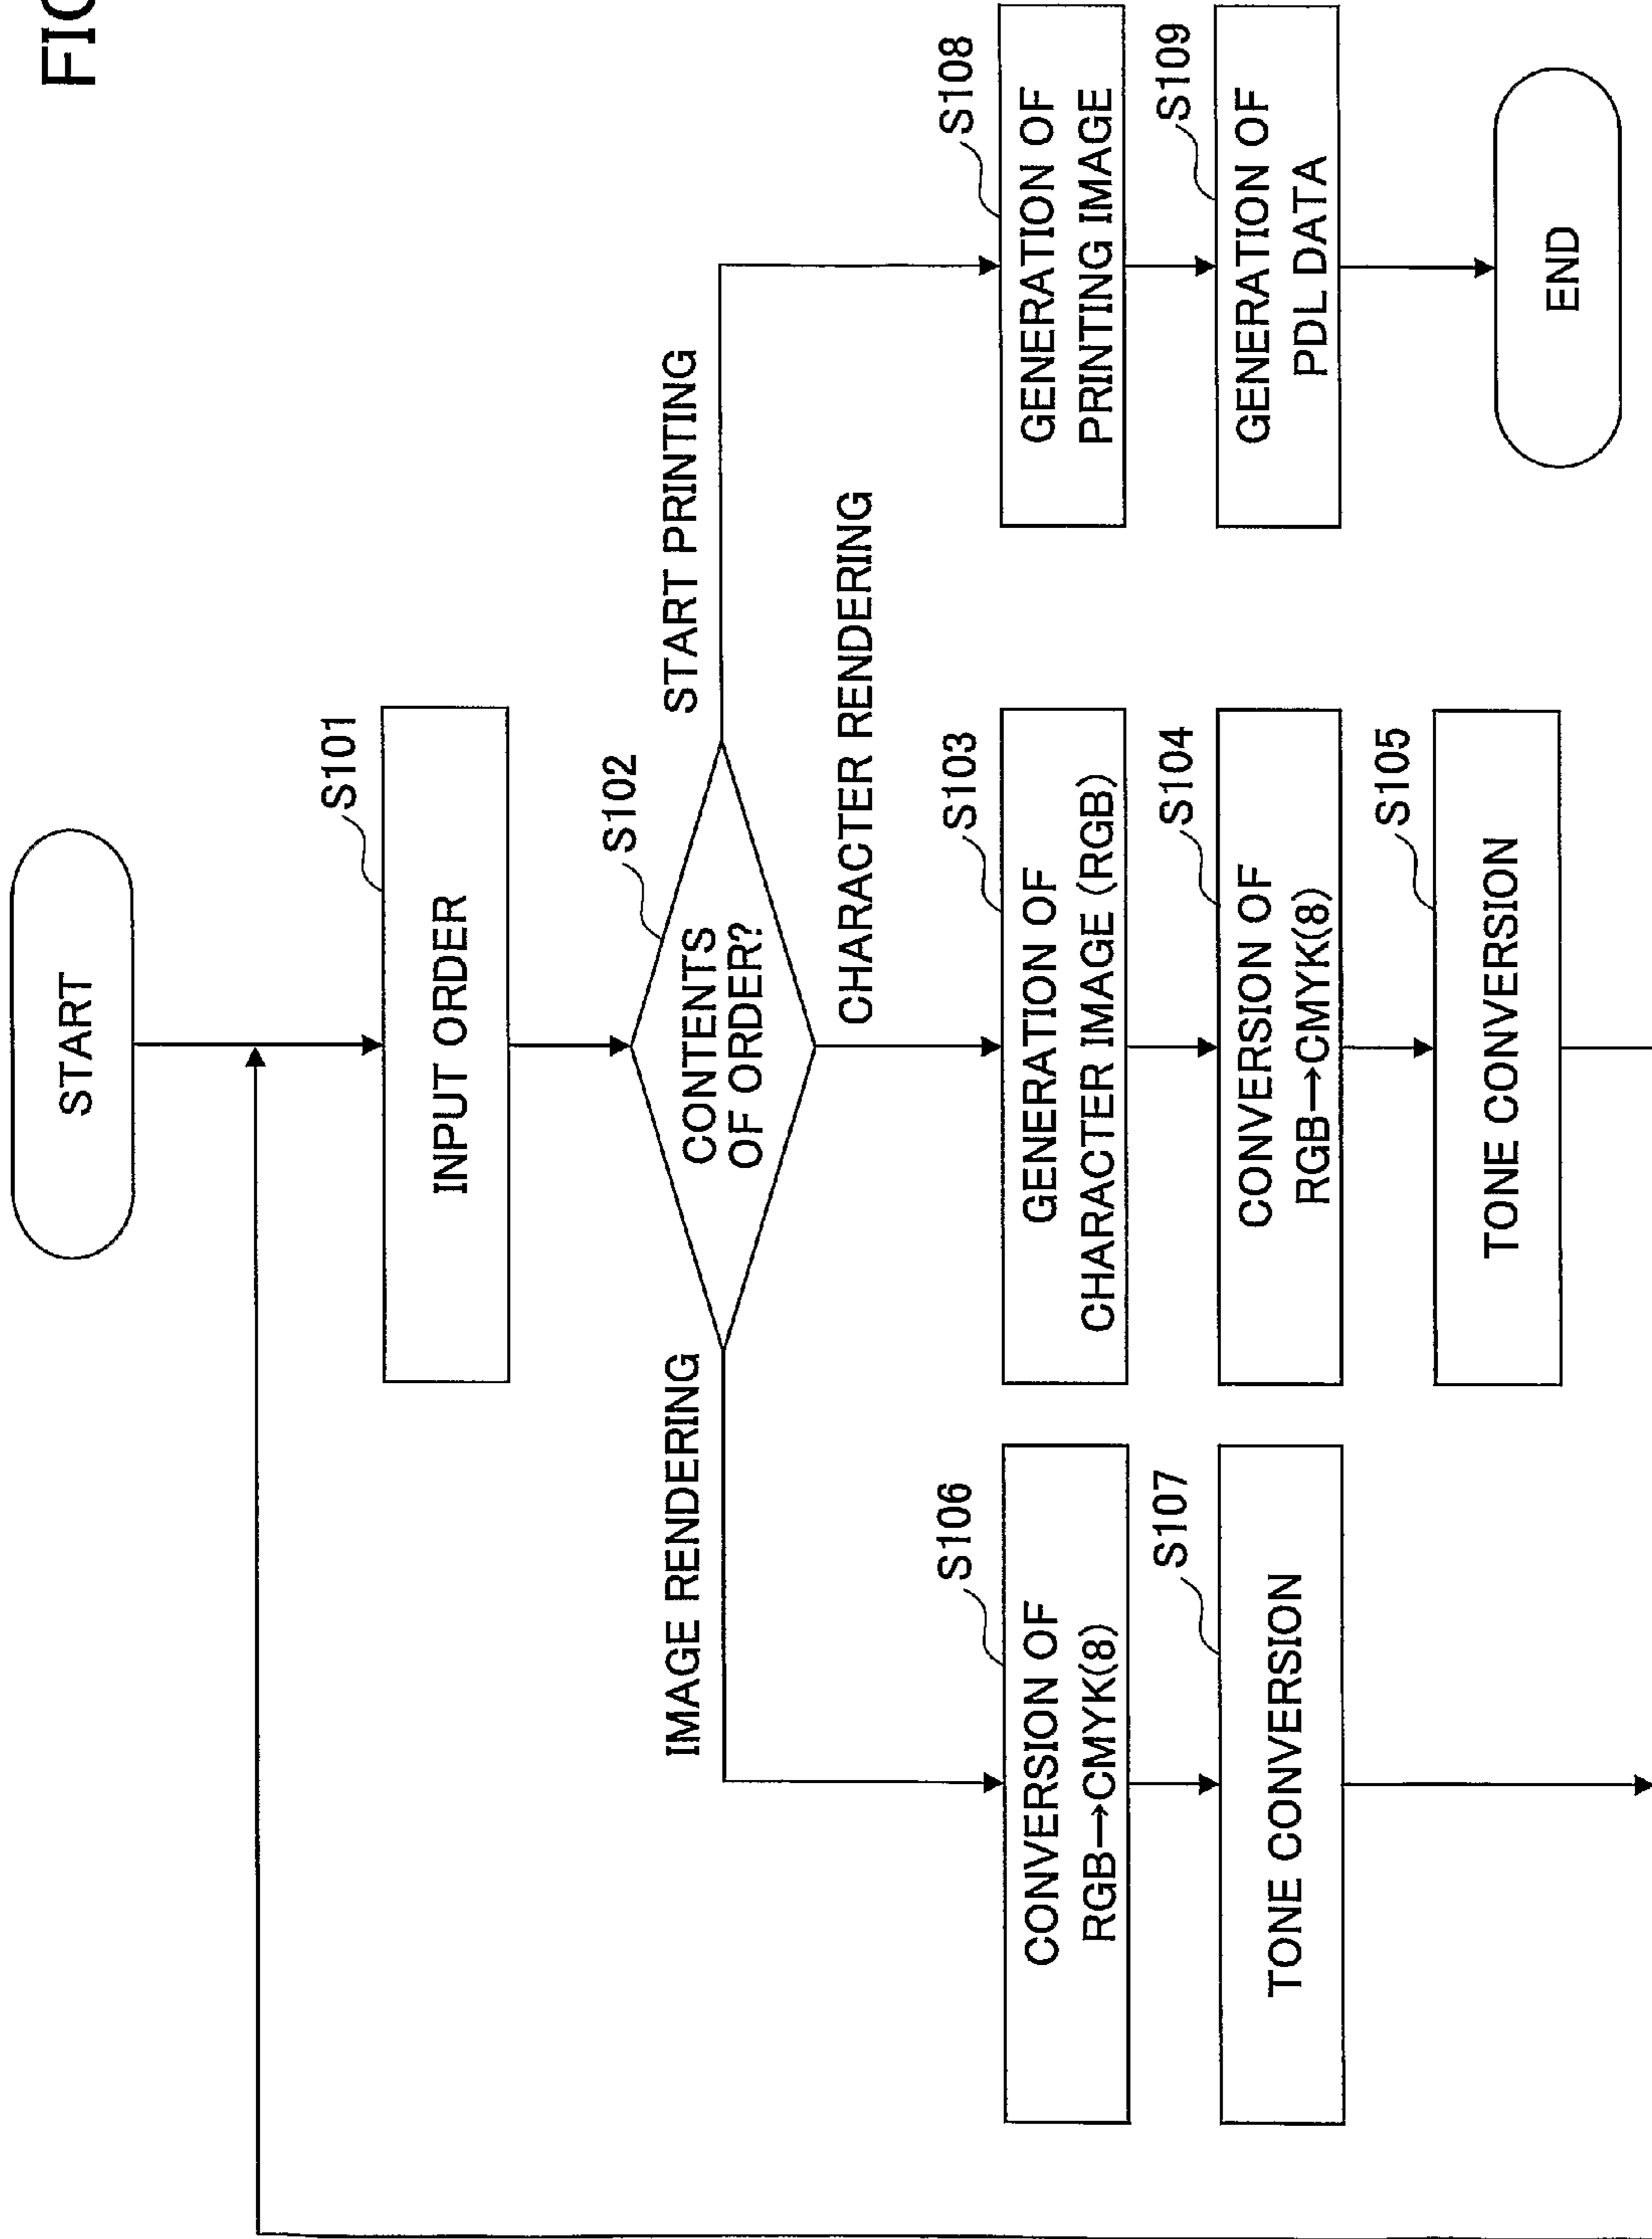 FIG
START
S101
INPUT ORDER
S102
CONTENTS
OF ORDER?
IMAGE RENDERING
START PRINTING
CHARACTER RENDERING
S106
CONVERSION OF
RGB→CMYK(8)
S107
TONE CONVERSION
S103
GENERATION OF
CHARACTER IMAGE (RGB)
S104
CONVERSION OF
RGB→CMYK(8)
S105
TONE CONVERSION
S108
GENERATION OF
PRINTING IMAGE
S109
GENERATION OF
PDL DATA
END